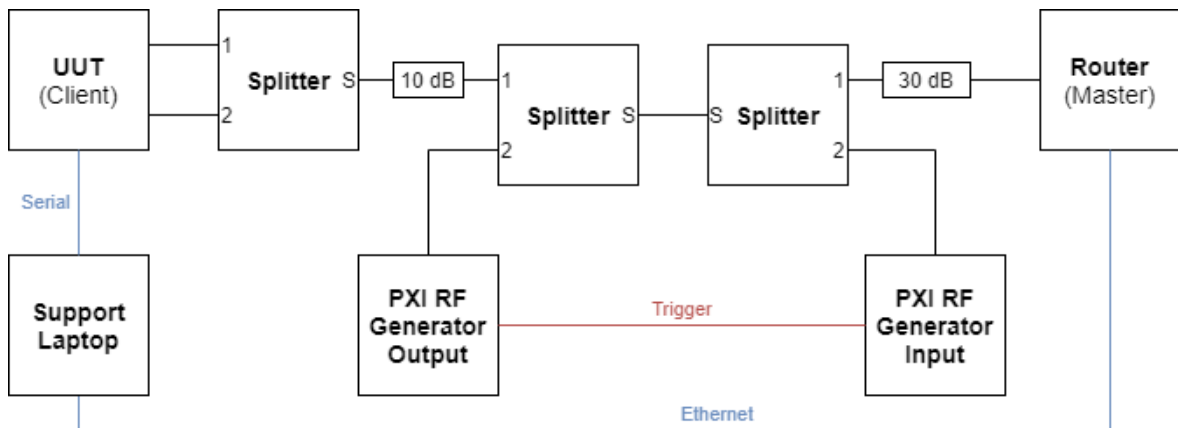 UUT
(Client)
1
2
Splitter
S
10 dB
1
2
Splitter
S
S
Splitter
1
2
30 dB
Router
(Master)
Serial
Support
Laptop
PXI RF
Generator
Output
Trigger
PXI RF
Generator
Input
Ethernet